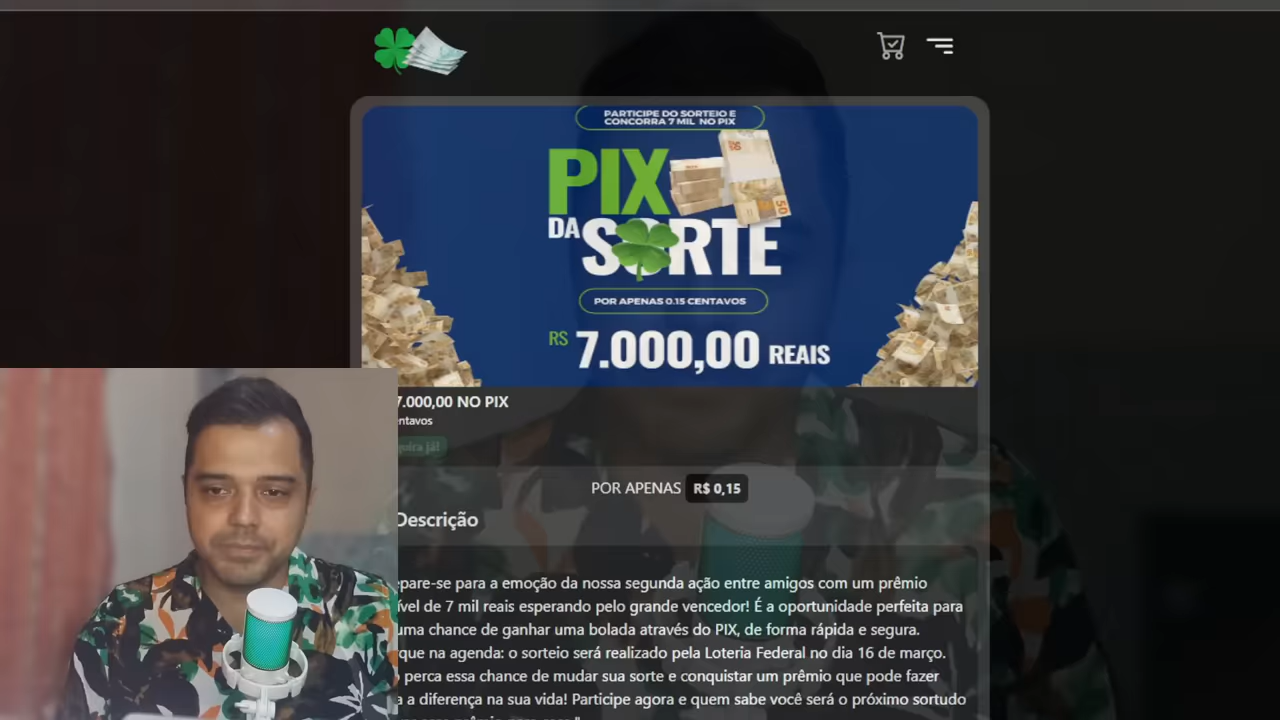 PARTICIPE DO SORTEIO E
CONCORRA 7 MIL NO PIX
PIX
DA SORTE
POR APENAS 0.15 CENTAVOS
R$ 7.000,00 REAIS
7.000,00 NO PIX
entavos
POR APENAS R$ 0,15
Descrição
epare-se para a emoção da nossa segunda ação entre amigos com um prêmio
ível de 7 mil reais esperando pelo grande vencedor! É a oportunidade perfeita para
uma chance de ganhar uma bolada através do PIX, de forma rápida e segura.
que na agenda: o sorteio será realizado pela Loteria Federal no dia 16 de março.
perca essa chance de mudar sua sorte e conquistar um prêmio que pode fazer
a a diferença na sua vida! Participe agora e quem sabe você será o próximo sortudo